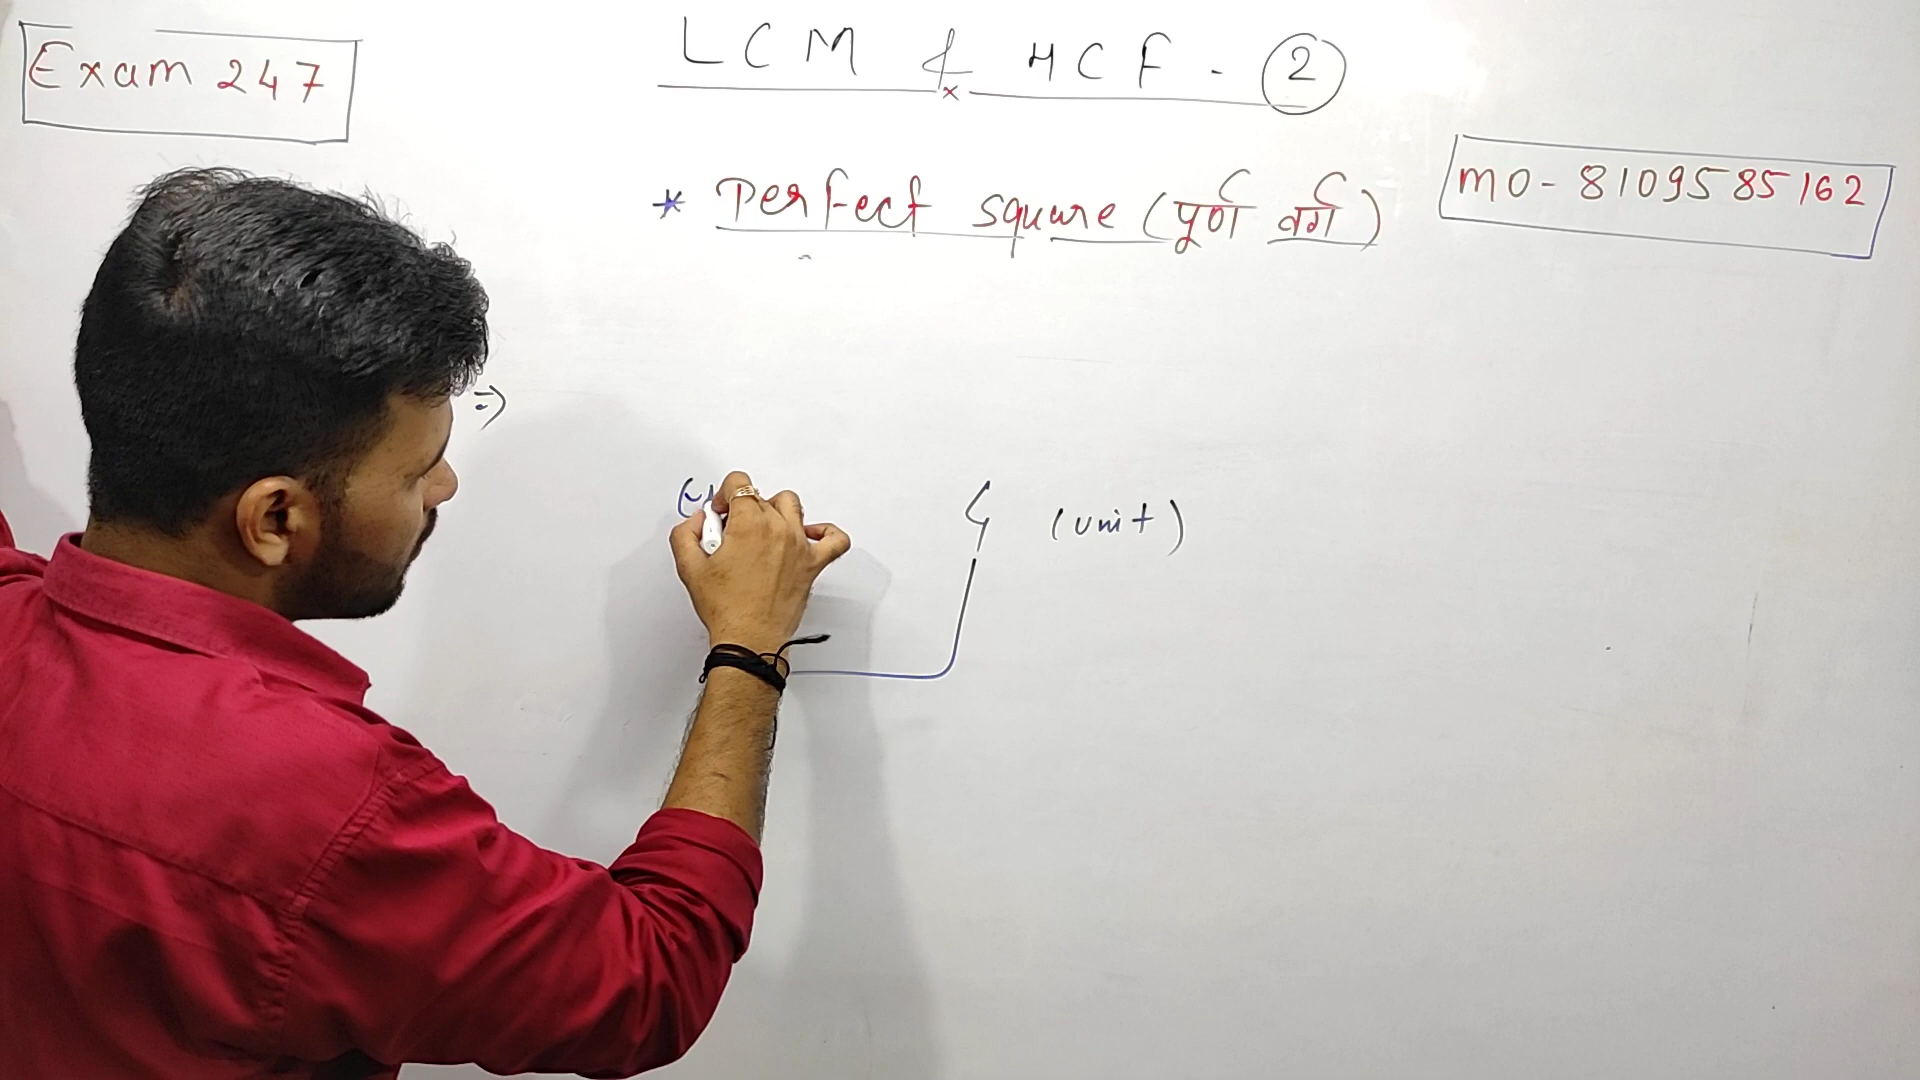 LCM & HCF - 2
Exam 247
* Perfect square (पूर्ण वर्ग)
MO - 8109585162
⇒
(unit)